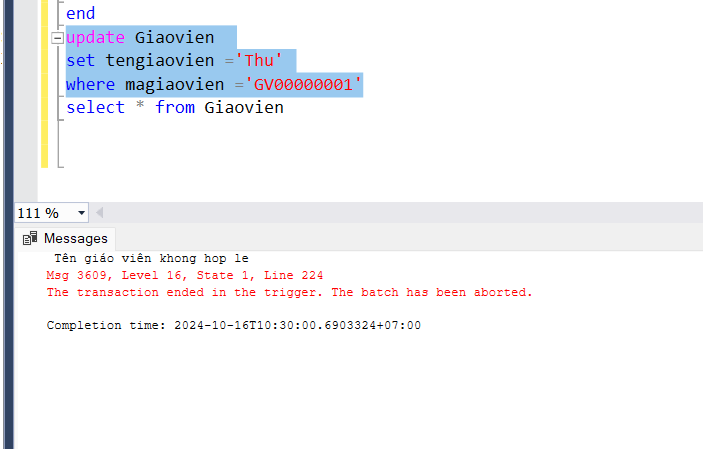 end
update Giaovien
set tengiaovien ='Thu'
where magiaovien ='GV00000001'
select * from Giaovien
111 %
Messages
Tên giáo viên khong hop le
Msg 3609, Level 16, State 1, Line 224
The transaction ended in the trigger. The batch has been aborted.
Completion time: 2024-10-16T10:30:00.6903324+07:00